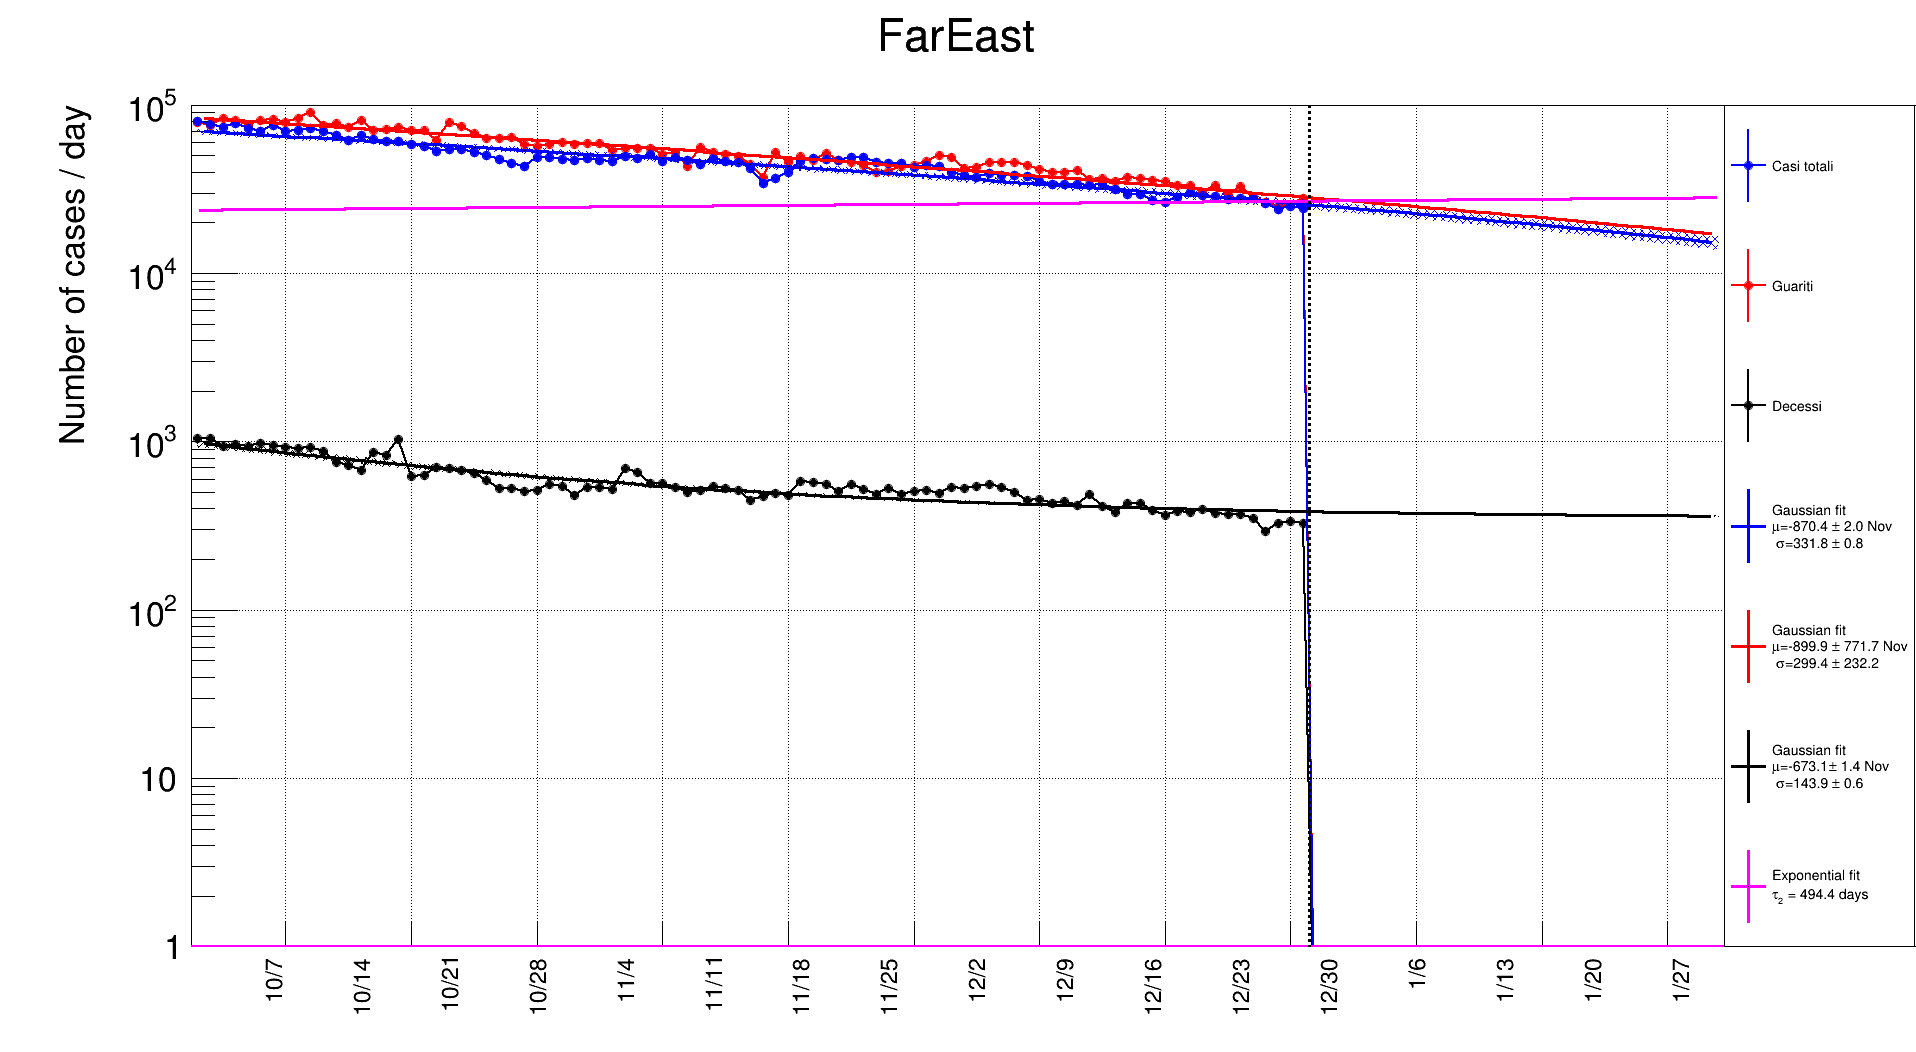 FarEast
Number of cases / day
10^5
10^4
10^3
10^2
10
1
10/7
10/14
10/21
10/28
11/4
11/11
11/18
11/25
12/2
12/9
12/16
12/23
12/30
1/6
1/13
1/20
1/27
Casi totali
Guariti
Decessi
Gaussian fit
μ=-870.4 ± 2.0 Nov
σ=331.8 ± 0.8
Gaussian fit
μ=-899.9 ± 771.7 Nov
σ=299.4 ± 232.2
Gaussian fit
μ=-673.1 ± 1.4 Nov
σ=143.9 ± 0.6
Exponential fit
τ₂ = 494.4 days